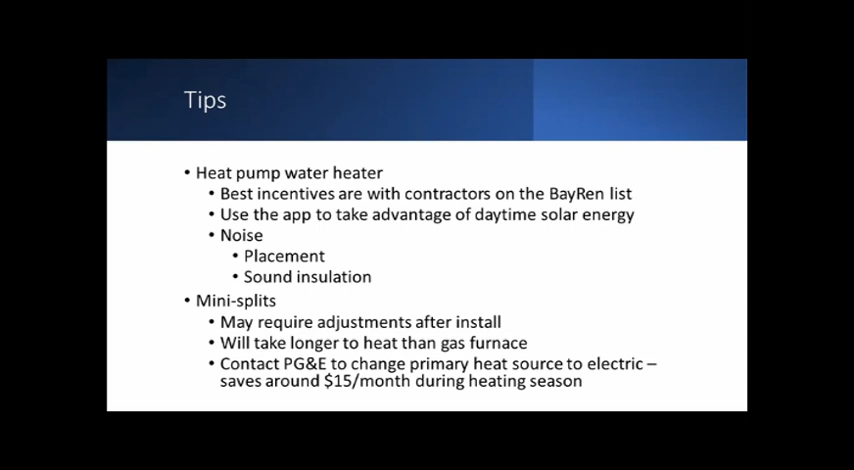 Tips
• Heat pump water heater
• Best incentives are with contractors on the BayRen list
• Use the app to take advantage of daytime solar energy
• Noise
• Placement
• Sound insulation
• Mini-splits
• May require adjustments after install
• Will take longer to heat than gas furnace
• Contact PG&E to change primary heat source to electric –
saves around $15/month during heating season